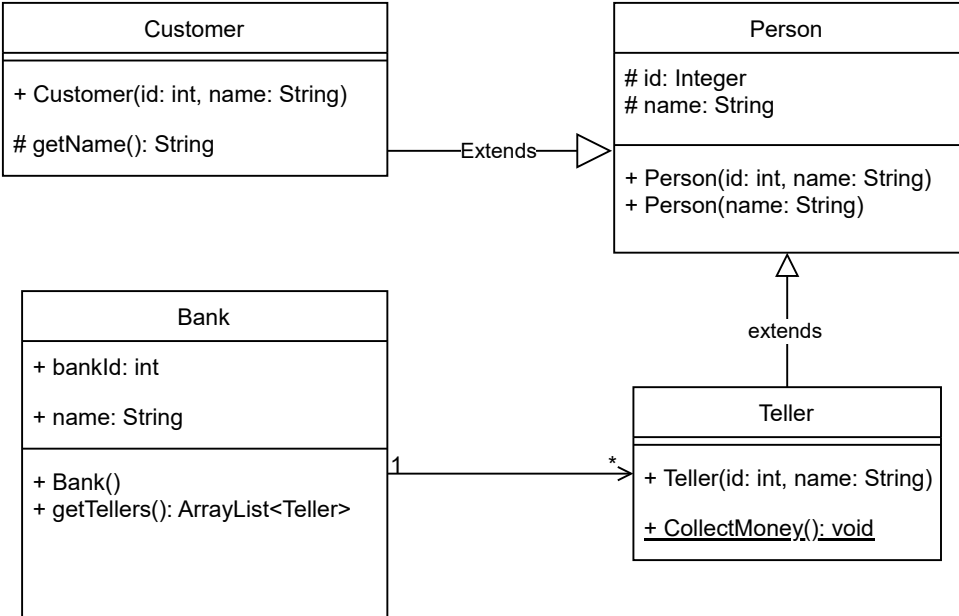 Customer
+ Customer(id: int, name: String)
# getName(): String
Extends
Person
# id: Integer
# name: String
+ Person(id: int, name: String)
+ Person(name: String)
extends
Bank
+ bankId: int
+ name: String
+ Bank()
+ getTellers(): ArrayList<Teller>
1
*
Teller
+ Teller(id: int, name: String)
+ CollectMoney(): void